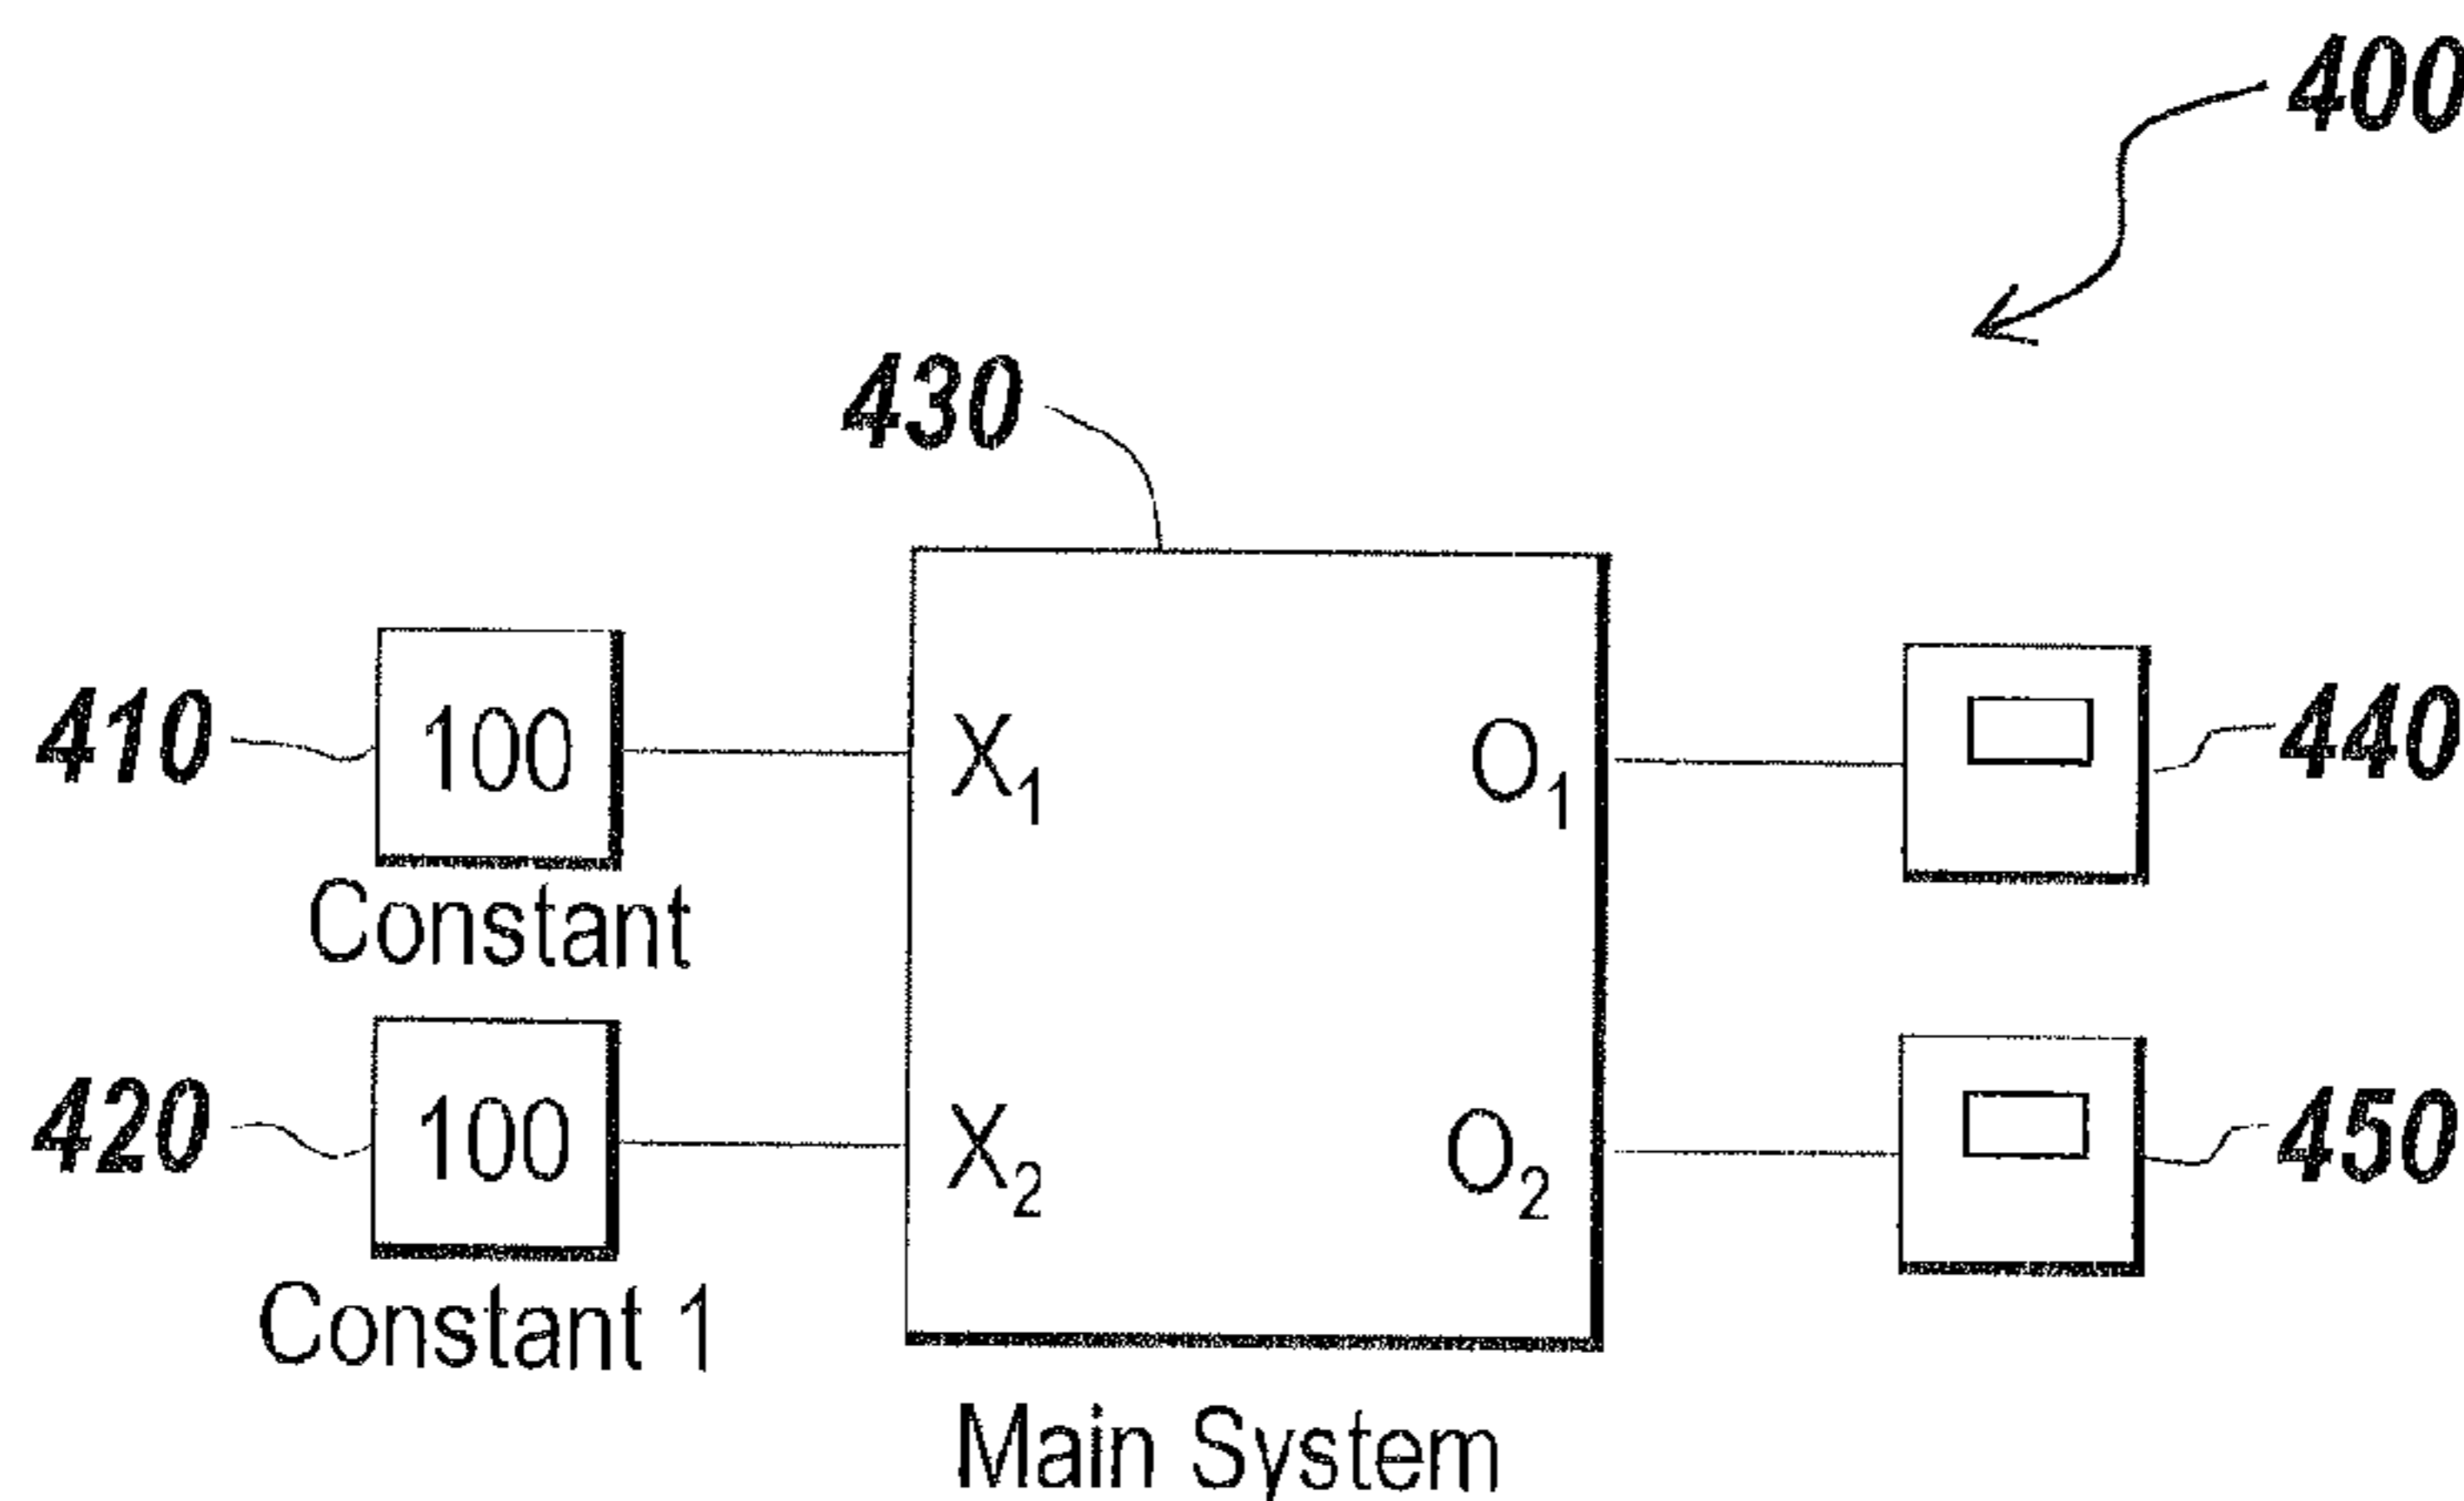 400
430
410 100 X₁ O₁ 440
Constant
420 100 X₂ O₂ 450
Constant 1
Main System